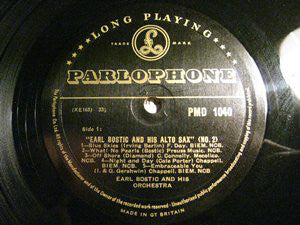 LONG PLAYING
TRADE MARK
PARLOPHONE
(XE163) 33⅓
PMD 1040
Side 1:
"EARL BOSTIC AND HIS ALTO SAX" (NO. 2)
1—Blue Skies (Irving Berlin) F. Day. BIEM. NCB.
2—What! No Pearls (Bostic) Preuss Music. NCB.
3—Off Shore (Diamond) C. Connelly. Mecolico.
NCB. 4—Night and Day (Cole Porter) Chappell.
BIEM. NCB. 5—Embraceable You
(I. & G. Gershwin) Chappell. BIEM. NCB.
EARL BOSTIC AND HIS
ORCHESTRA
MADE IN GT BRITAIN